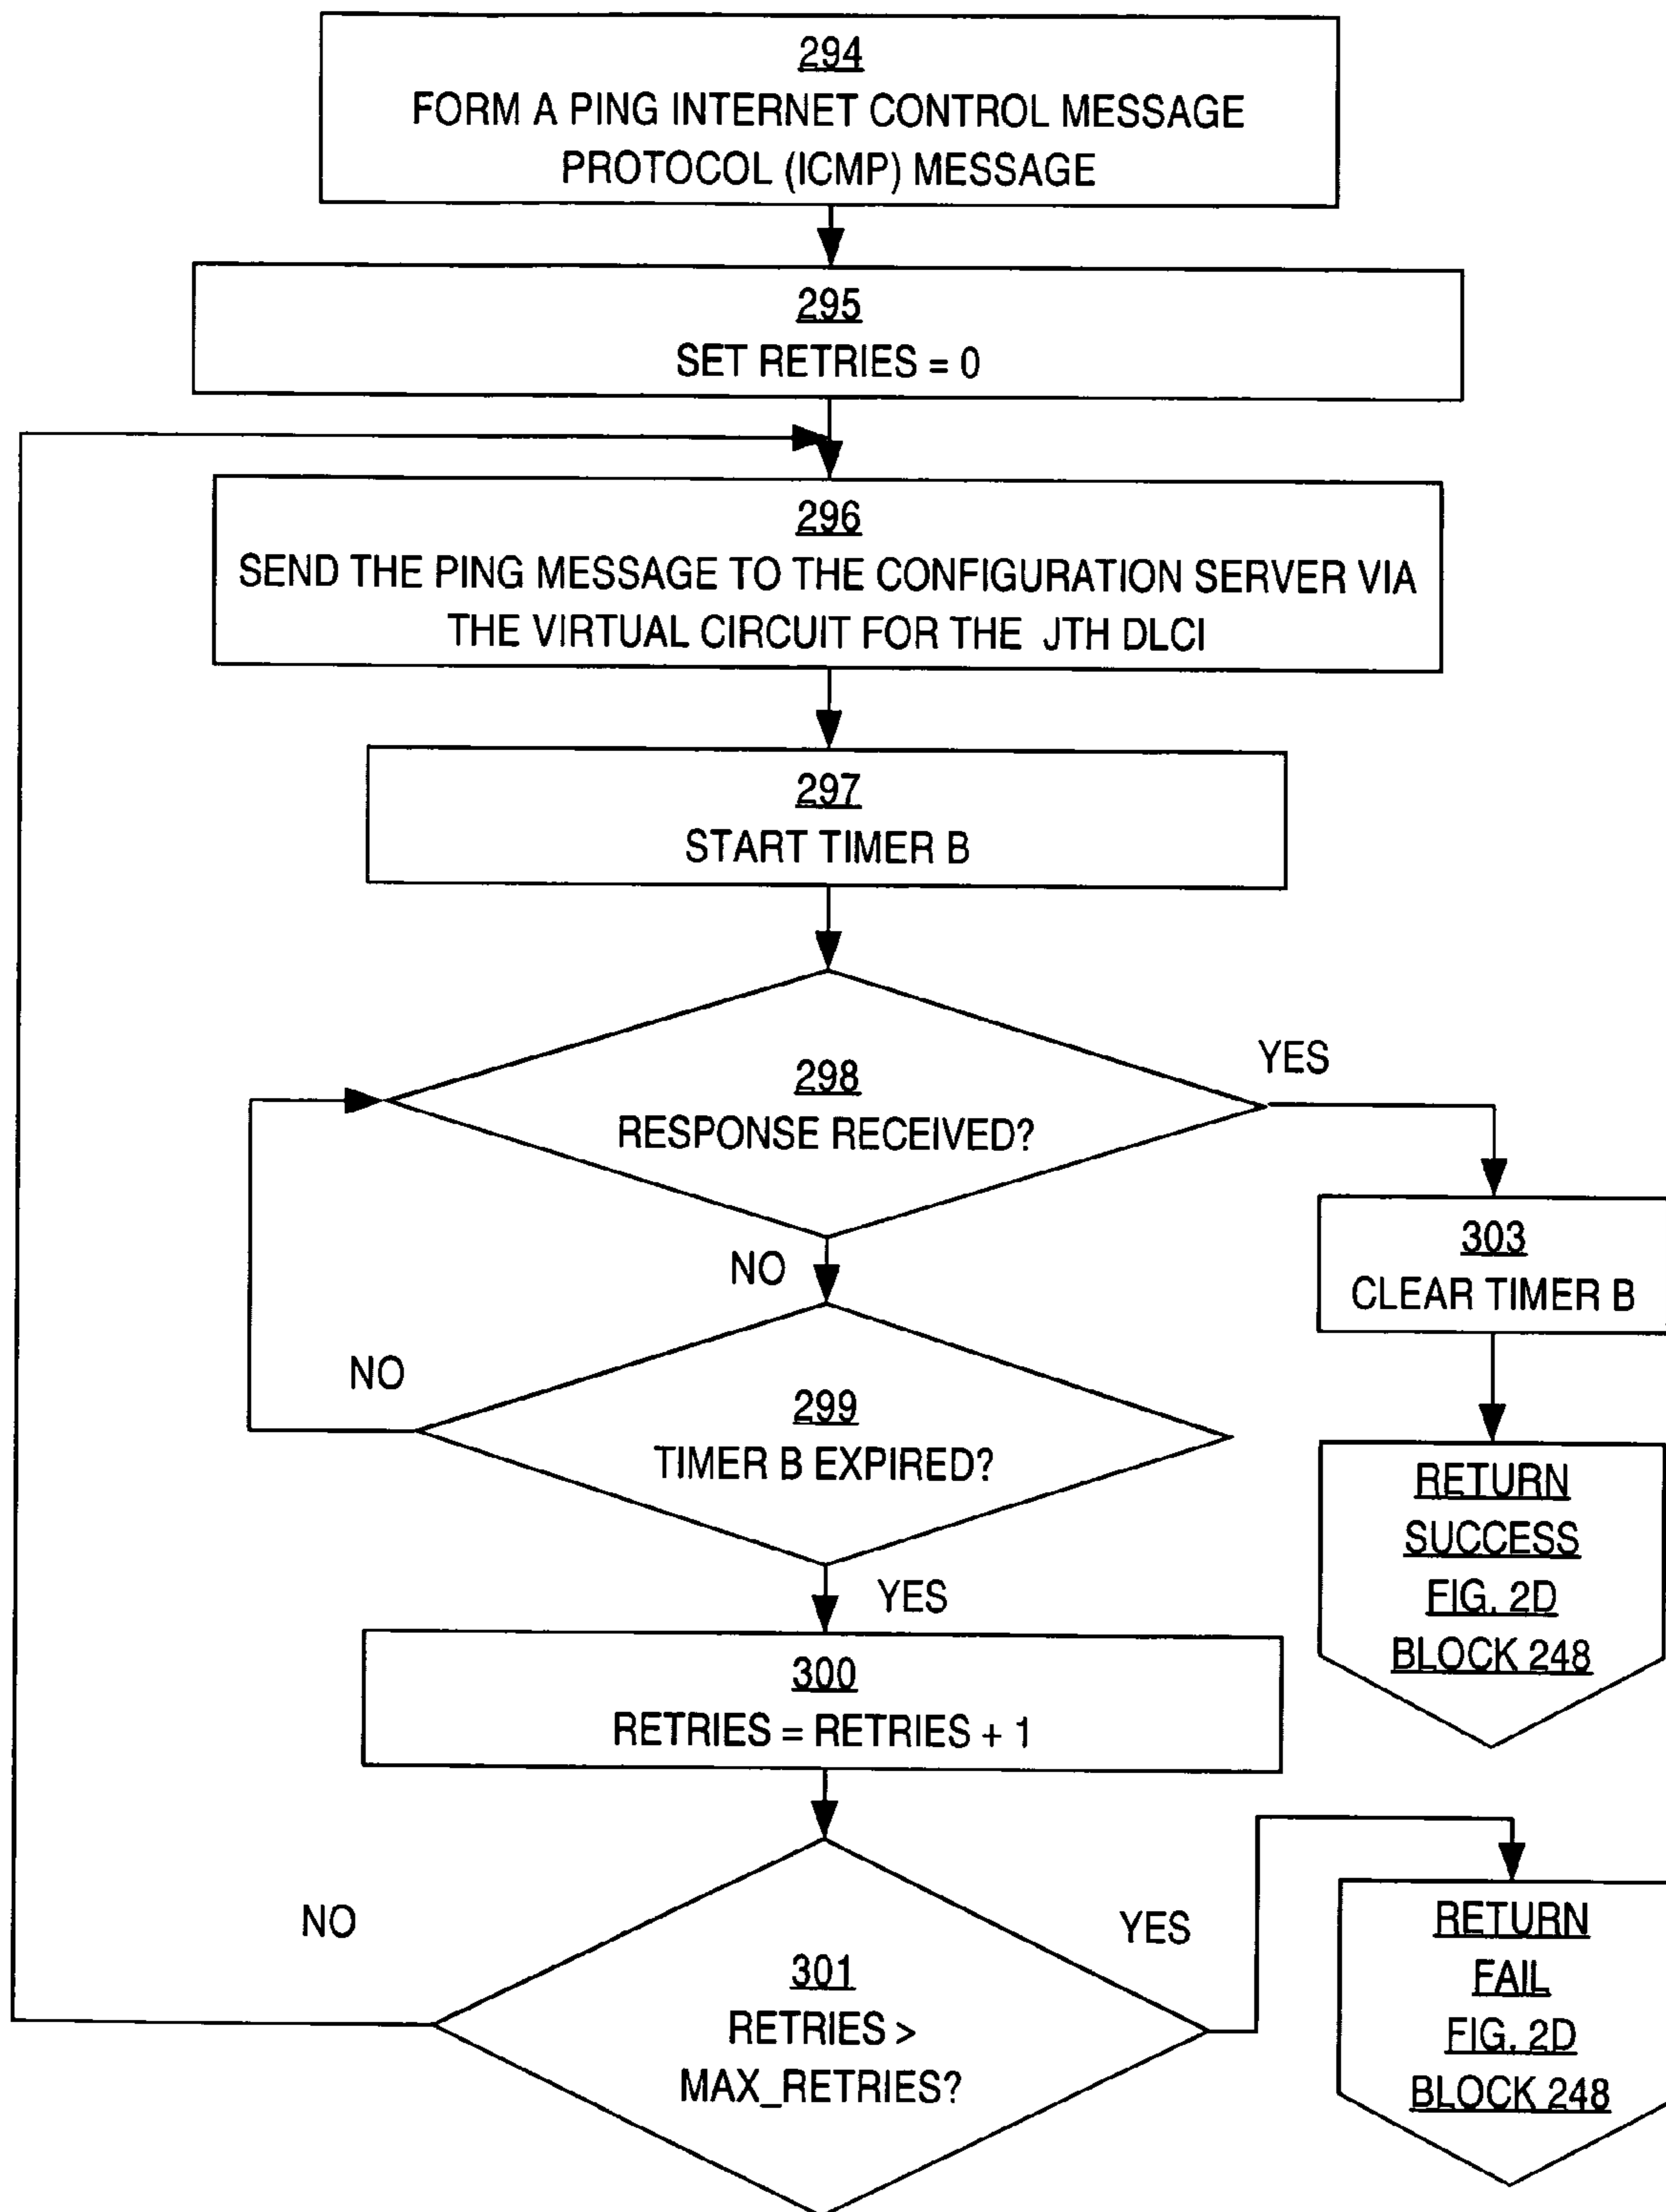 294
FORM A PING INTERNET CONTROL MESSAGE
PROTOCOL (ICMP) MESSAGE
295
SET RETRIES = 0
296
SEND THE PING MESSAGE TO THE CONFIGURATION SERVER VIA
THE VIRTUAL CIRCUIT FOR THE JTH DLCI
297
START TIMER B
298
RESPONSE RECEIVED?
YES
NO
303
CLEAR TIMER B
RETURN
SUCCESS
FIG. 2D
BLOCK 248
299
TIMER B EXPIRED?
NO
YES
300
RETRIES = RETRIES + 1
301
RETRIES >
MAX_RETRIES?
NO
YES
RETURN
FAIL
FIG. 2D
BLOCK 248